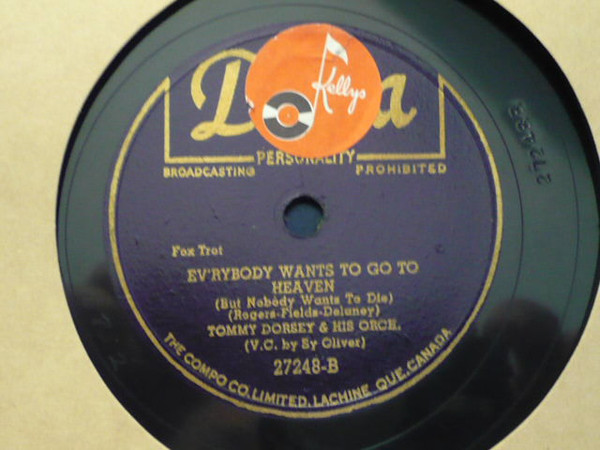 Kellys
PERSONALITY
BROADCASTING PROHIBITED
Fox Trot
EV'RYBODY WANTS TO GO TO
HEAVEN
(But Nobody Wants To Die)
(Rogers-Fields-Delaney)
TOMMY DORSEY & HIS ORCH.
(V.C. by Sy Oliver)
27248-B
THE COMPO CO. LIMITED, LACHINE, QUE, CANADA